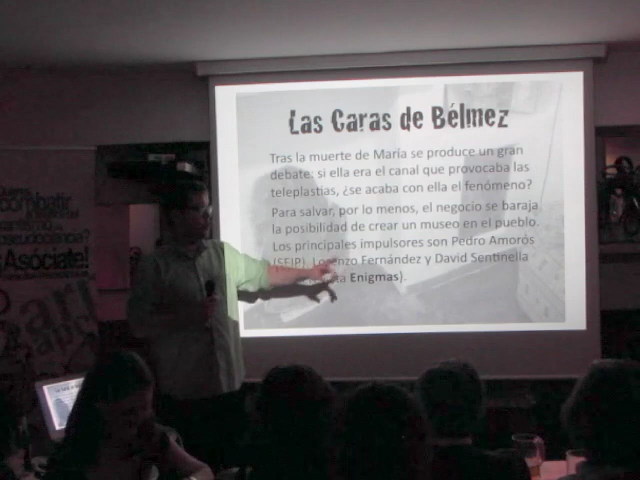 Las Caras de Bélmez
Tras la muerte de María se produce un gran
debate: si ella era el canal que provocaba las
teleplastias, ¿se acaba con ella el fenómeno?
Para salvar, por lo menos, el negocio se baraja
la posibilidad de crear un museo en el pueblo.
Los principales impulsores son Pedro Amorós
(SEIP), Lorenzo Fernández y David Sentinella
Enigmas).
combatir
pseudociencia?
¡Asóciate!